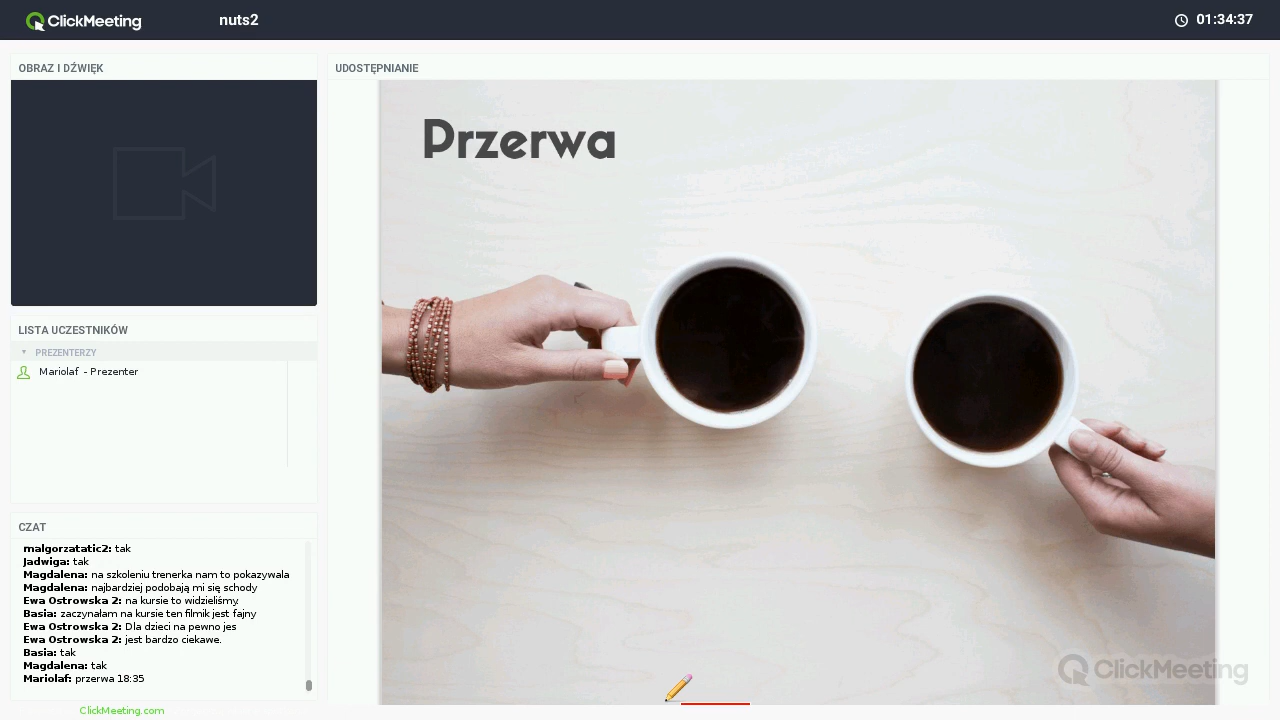 ClickMeeting
nuts2
01:34:37
OBRAZ I DŹWIĘK
UDOSTĘPNIANIE
Przerwa
LISTA UCZESTNIKÓW
PREZENTERZY
Mariolaf - Prezenter
CZAT
malgorzatatic2: tak
Jadwiga: tak
Magdalena: na szkoleniu trenerka nam to pokazywala
Magdalena: najbardziej podobają mi się schody
Ewa Ostrowska 2: na kursie to widzieliśmy
Basia: zaczynałam na kursie ten filmik jest fajny
Ewa Ostrowska 2: Dla dzieci na pewno jes
Ewa Ostrowska 2: jest bardzo ciekawe.
Basia: tak
Magdalena: tak
Mariolaf: przerwa 18:35
ClickMeeting
ClickMeeting.com